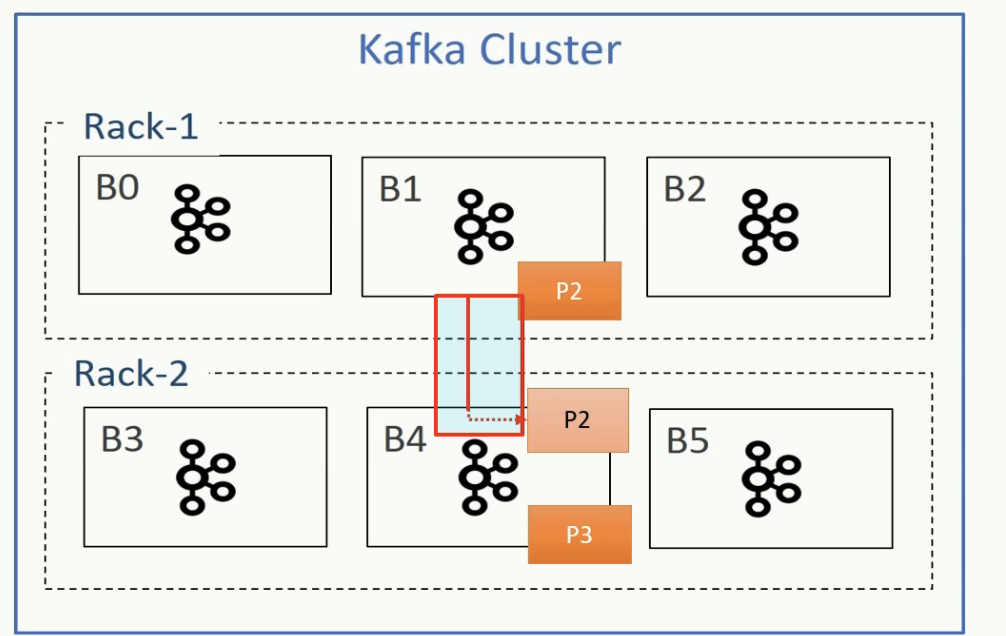 Kafka Cluster
Rack-1
B0
B1
B2
P2
Rack-2
P2
B3
B4
B5
P3